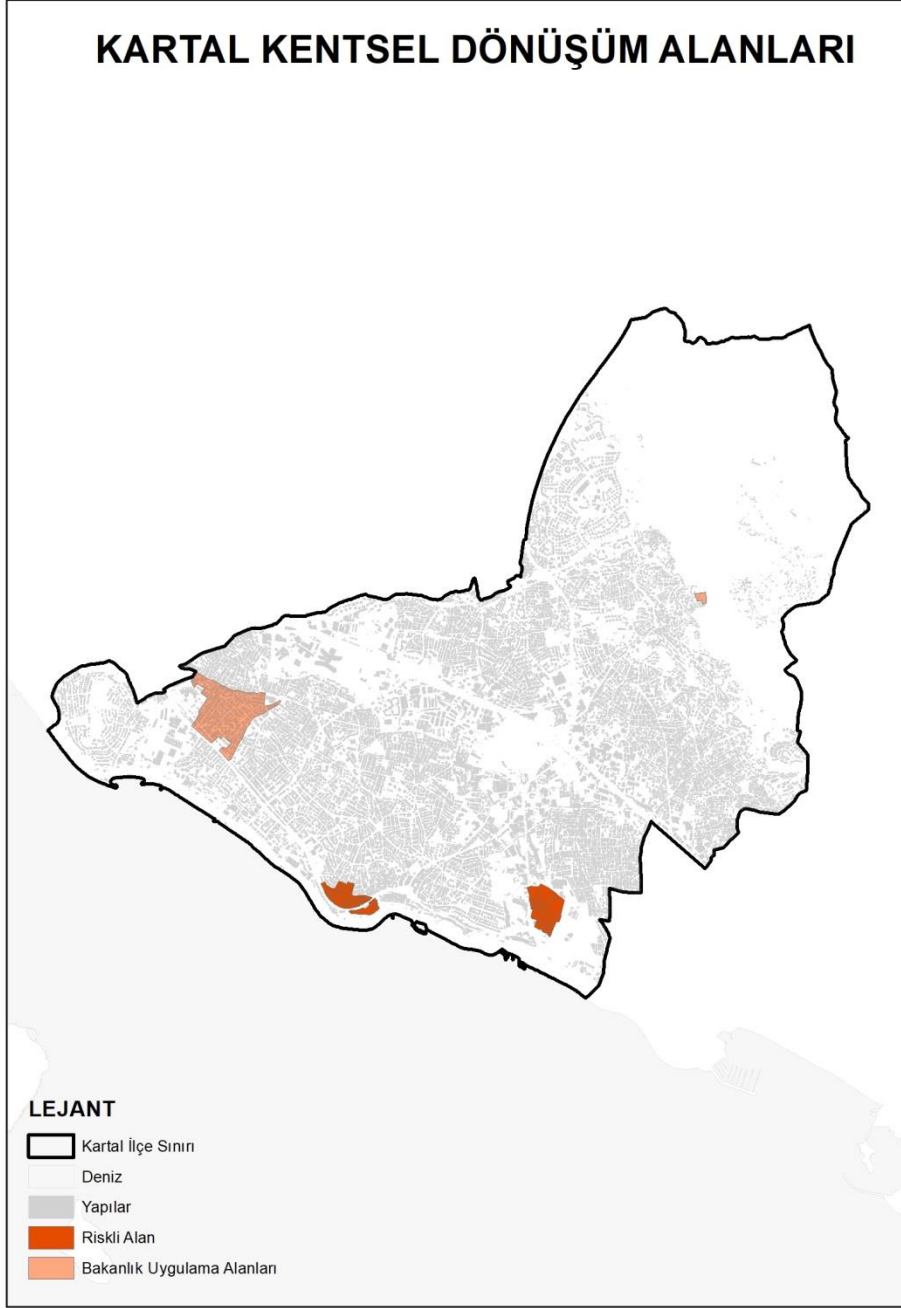 KARTAL KENTSEL DÖNÜŞÜM ALANLARI
LEJANT
Kartal İlçe Sınırı
Deniz
Yapılar
Riskli Alan
Bakanlık Uygulama Alanları